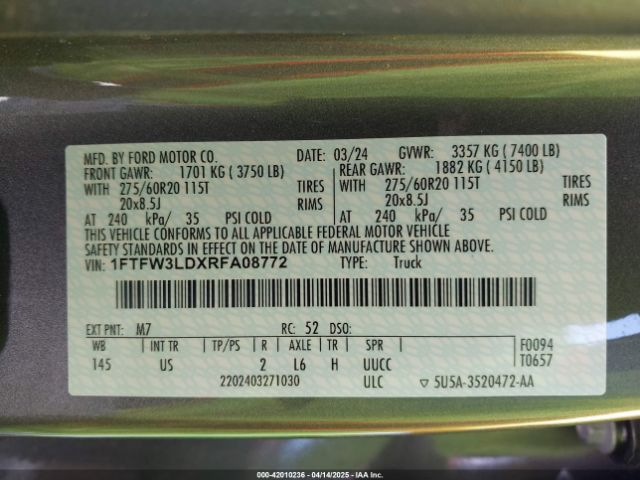 MFD. BY FORD MOTOR CO. DATE: 03/24 GVWR: 3357 KG ( 7400 LB)
FRONT GAWR: 1701 KG ( 3750 LB) REAR GAWR: 1882 KG ( 4150 LB)
WITH 275/60R20 115T TIRES WITH 275/60R20 115T TIRES
20x8.5J RIMS 20x8.5J RIMS
AT 240 kPa/ 35 PSI COLD AT 240 kPa/ 35 PSI COLD
THIS VEHICLE CONFORMS TO ALL APPLICABLE FEDERAL MOTOR VEHICLE
SAFETY STANDARDS IN EFFECT ON THE DATE OF MANUFACTURE SHOWN ABOVE.
VIN: 1FTFW3LDXRFA08772 TYPE: Truck
EXT PNT: M7 RC: 52 DSO:
WB INT TR TP/PS R AXLE TR SPR F0094
145 US 2 L6 H UUCC T0657
2202403271030 ULC ▽ 5U5A-3520472-AA
000-42010236 - 04/14/2025 - IAA Inc.